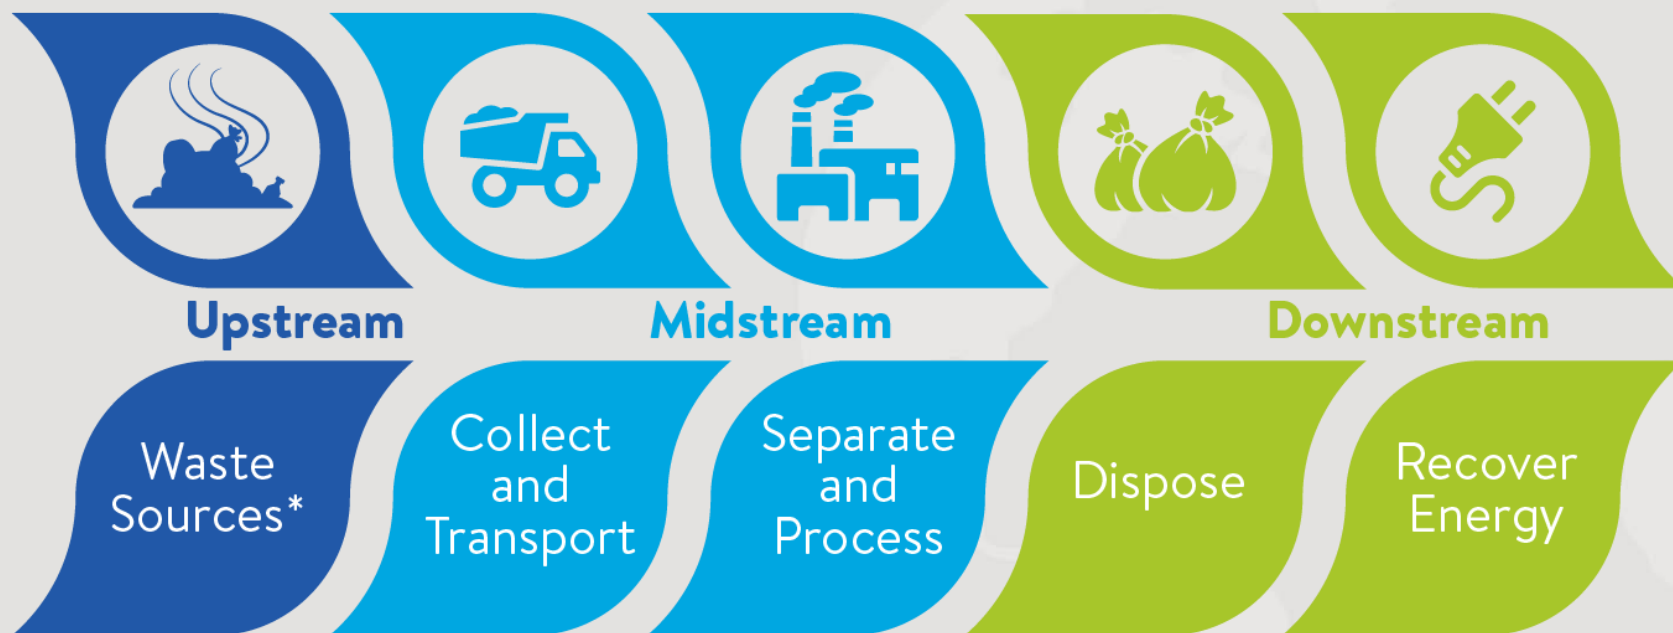 Upstream
Midstream
Downstream
Waste
Sources*
Collect
and
Transport
Separate
and
Process
Dispose
Recover
Energy